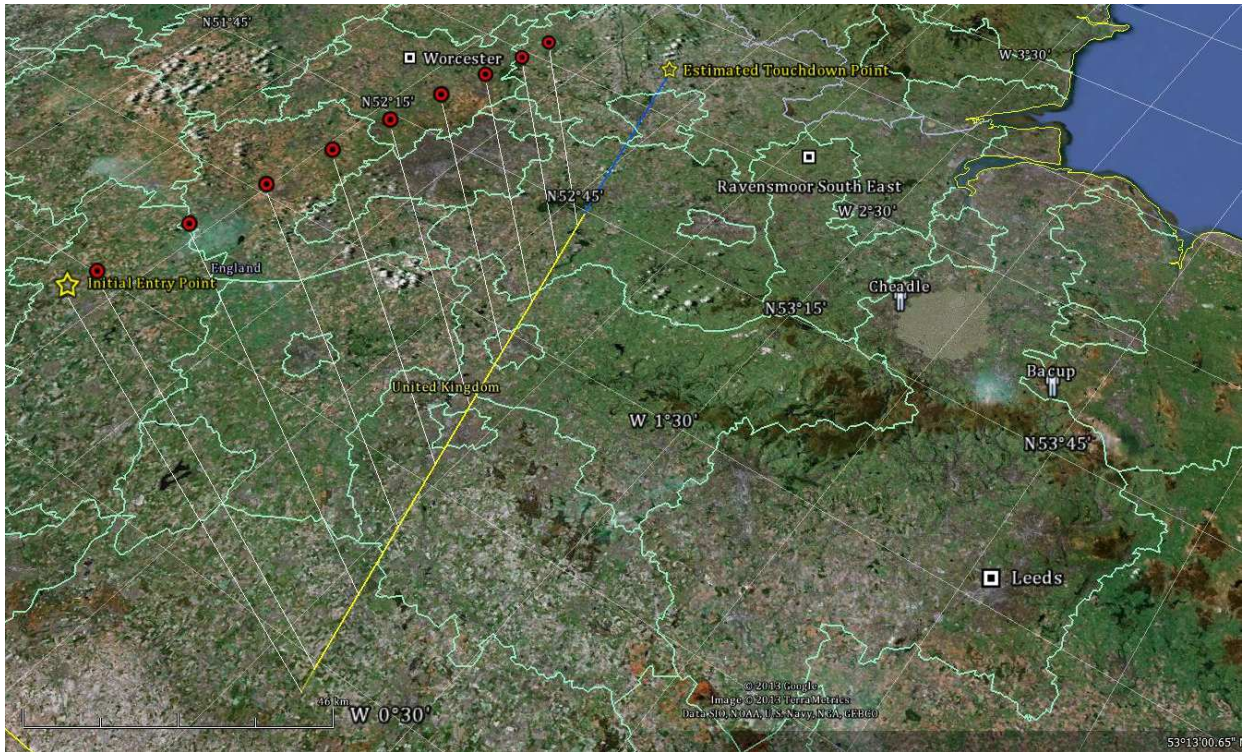 N51°45'
Worcester
W 3°30'
Estimated Touchdown Point
N52°15'
Ravensmoor South East
N52°45'
W 2°30'
England
Initial Entry Point
Cheadle
N53°15'
Bacup
United Kingdom
W 1°30'
N53°45'
Leeds
© 2013 Google
Image © 2013 TerraMetrics
Data SIO, NOAA, U.S. Navy, NGA, GEBCO
46 km
W 0°30'
53°13'00.65" N